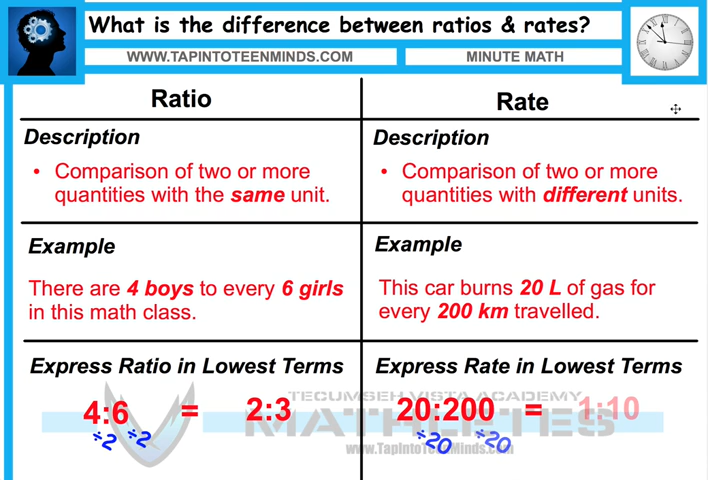 What is the difference between ratios & rates?
WWW.TAPINTOTEENMINDS.COM
MINUTE MATH
Ratio
Rate
Description
• Comparison of two or more
quantities with the same unit.
Description
• Comparison of two or more
quantities with different units.
Example
There are 4 boys to every 6 girls
in this math class.
Example
This car burns 20 L of gas for
every 200 km travelled.
Express Ratio in Lowest Terms
4:6 = 2:3
÷2 ÷2
Express Rate in Lowest Terms
20:200 = 1:10
÷20 ÷20
TECUMSEH VISTA ACADEMY
MATHLETES
www.TapIntoTeenMinds.com